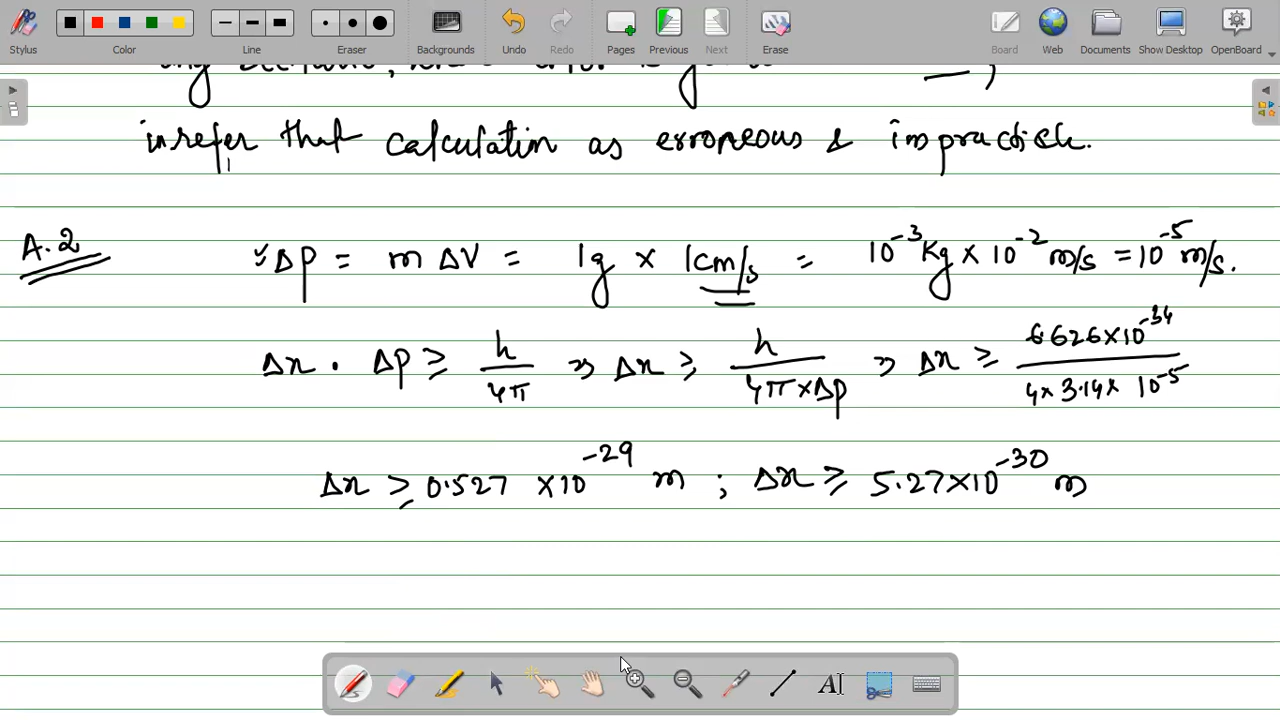 Stylus Color Line Eraser Backgrounds Undo Redo Pages Previous Next Erase Board Web Documents Show Desktop OpenBoard
inrefer that calculation as erroneous &
A.2 Δp = m ΔV = 1g × 1cm/s = 10⁻³ Kg × 10⁻² m/s = 10⁻⁵ m/s.
Δx · Δp ≥ h/4π ⇒ Δx ≥ h/(4π×Δp) ⇒ Δx ≥ 6.626×10⁻³⁴/(4×3.14×10⁻⁵)
Δx ≥ 0.527 ×10⁻²⁹ m ; Δx ≥ 5.27×10⁻³⁰ m